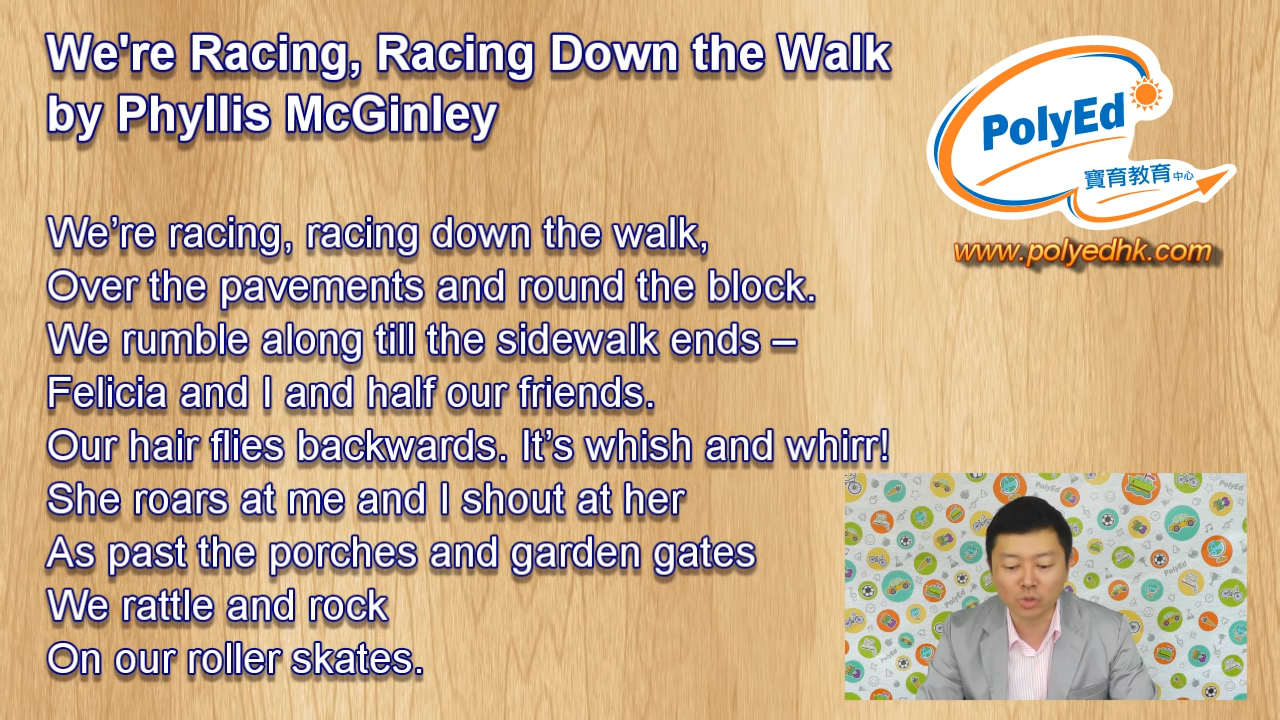 We're Racing, Racing Down the Walk
by Phyllis McGinley
We’re racing, racing down the walk,
Over the pavements and round the block.
We rumble along till the sidewalk ends –
Felicia and I and half our friends.
Our hair flies backwards. It’s whish and whirr!
She roars at me and I shout at her
As past the porches and garden gates
We rattle and rock
On our roller skates.
PolyEd
寶育教育中心
www.polyedhk.com
PolyEd
PolyEd
PolyEd
PolyEd